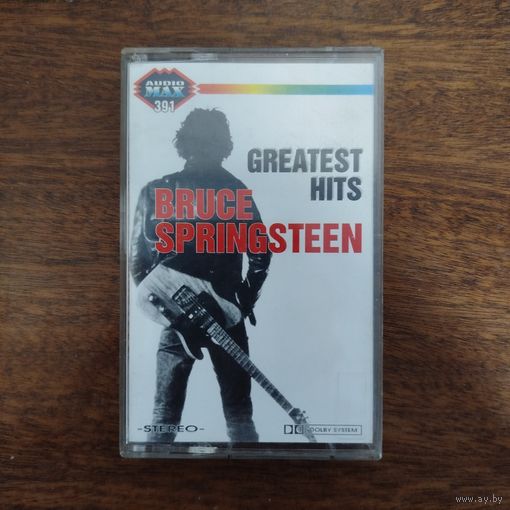 AUDIO
MAX
391
GREATEST
HITS
BRUCE
SPRINGSTEEN
-STEREO-
DOLBY SYSTEM
www.ay.by